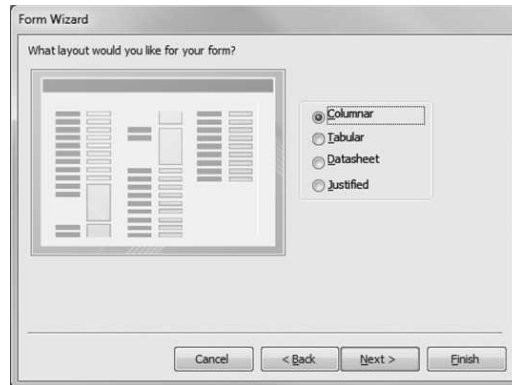 Form Wizard
What layout would you like for your form?
Columnar
Tabular
Datasheet
Justified
Cancel
< Back
Next >
Finish